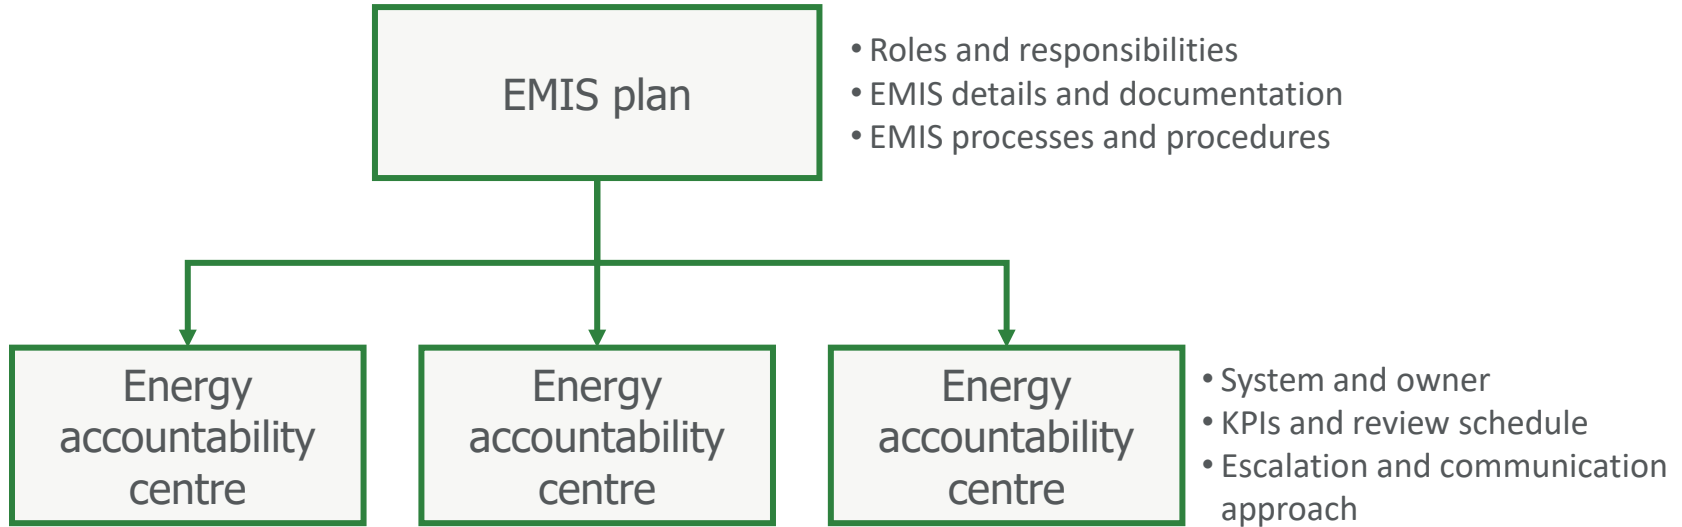 EMIS plan
• Roles and responsibilities
• EMIS details and documentation
• EMIS processes and procedures
Energy
accountability
centre
Energy
accountability
centre
Energy
accountability
centre
• System and owner
• KPIs and review schedule
• Escalation and communication
approach